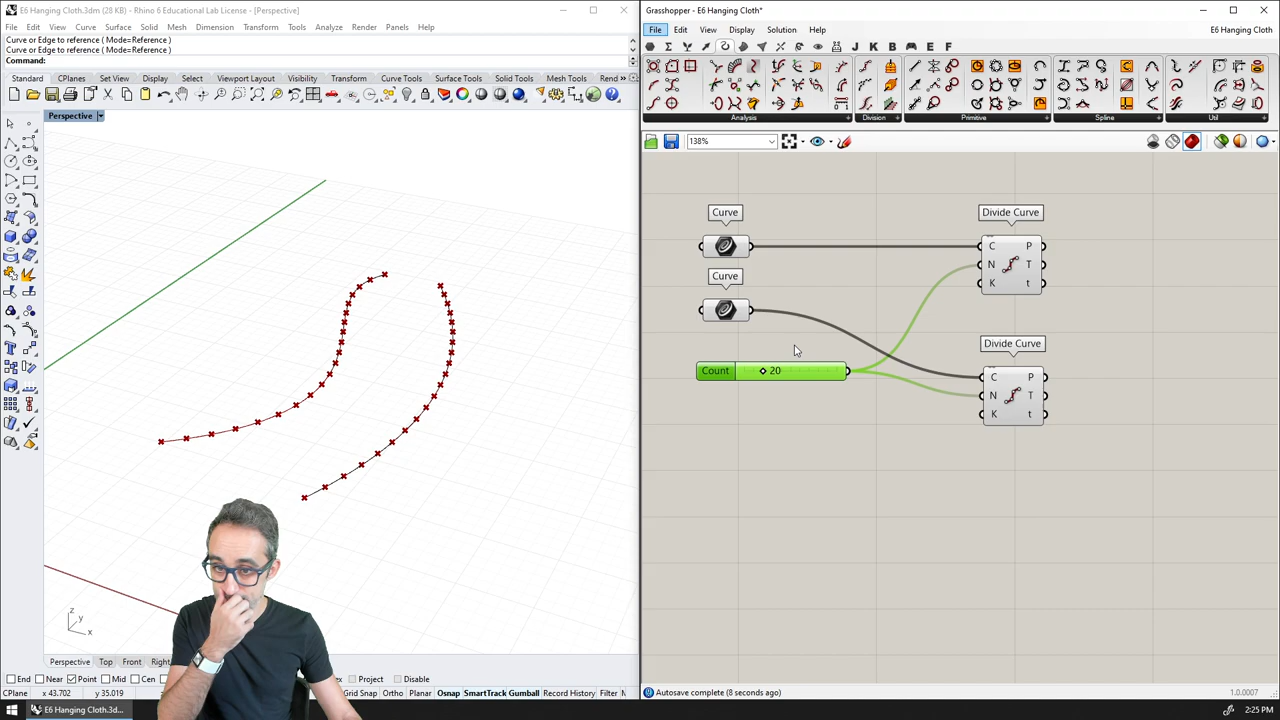 E6 Hanging Cloth.3dm (28 KB) - Rhino 6 Educational Lab License - [Perspective]
File Edit View Curve Surface Solid Mesh Dimension Transform Tools Analyze Render Panels Help
Curve or Edge to reference ( Mode=Reference )
Curve or Edge to reference ( Mode=Reference )
Command:
Standard CPlanes Set View Display Select Viewport Layout Visibility Transform Curve Tools Surface Tools Solid Tools Mesh Tools Rend »
Perspective
z
y
x
Perspective Top Front Right
End Near Point Mid Cen Project Disable
CPlane x 43.702 y 35.019 Grid Snap Ortho Planar Osnap SmartTrack Gumball Record History Filter
Grasshopper - E6 Hanging Cloth*
File Edit View Display Solution Help E6 Hanging Cloth
J K B E F
Analysis Division Primitive Spline Util
138%
Curve Divide Curve
C P
N T
K t
Curve
Divide Curve
Count 20
C P
N T
K t
Autosave complete (8 seconds ago) 1.0.0007
E6 Hanging Cloth.3d... 2:25 PM